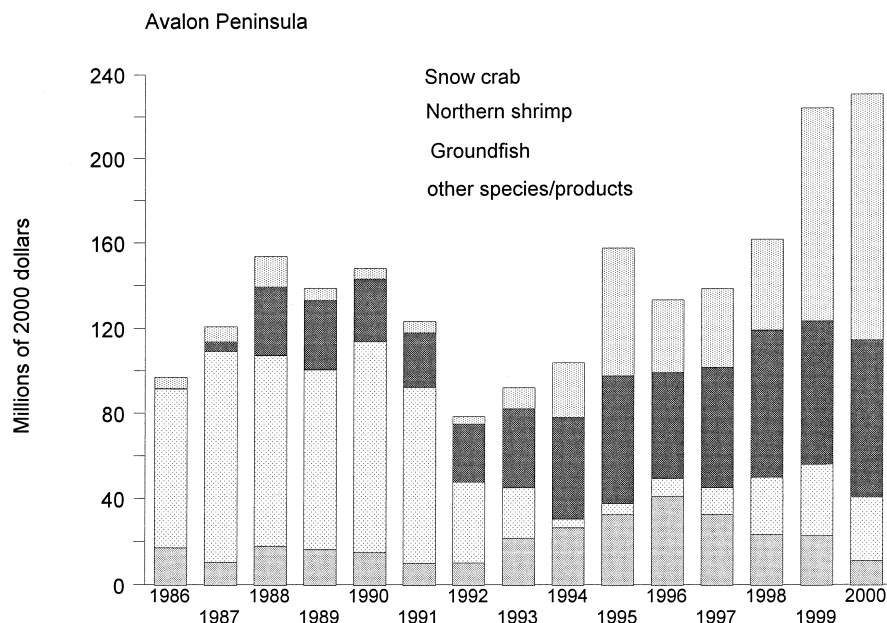 Avalon Peninsula
240
200
160
120
80
40
0
Millions of 2000 dollars
Snow crab
Northern shrimp
Groundfish
other species/products
1986 1988 1990 1992 1994 1996 1998 2000
1987 1989 1991 1993 1995 1997 1999